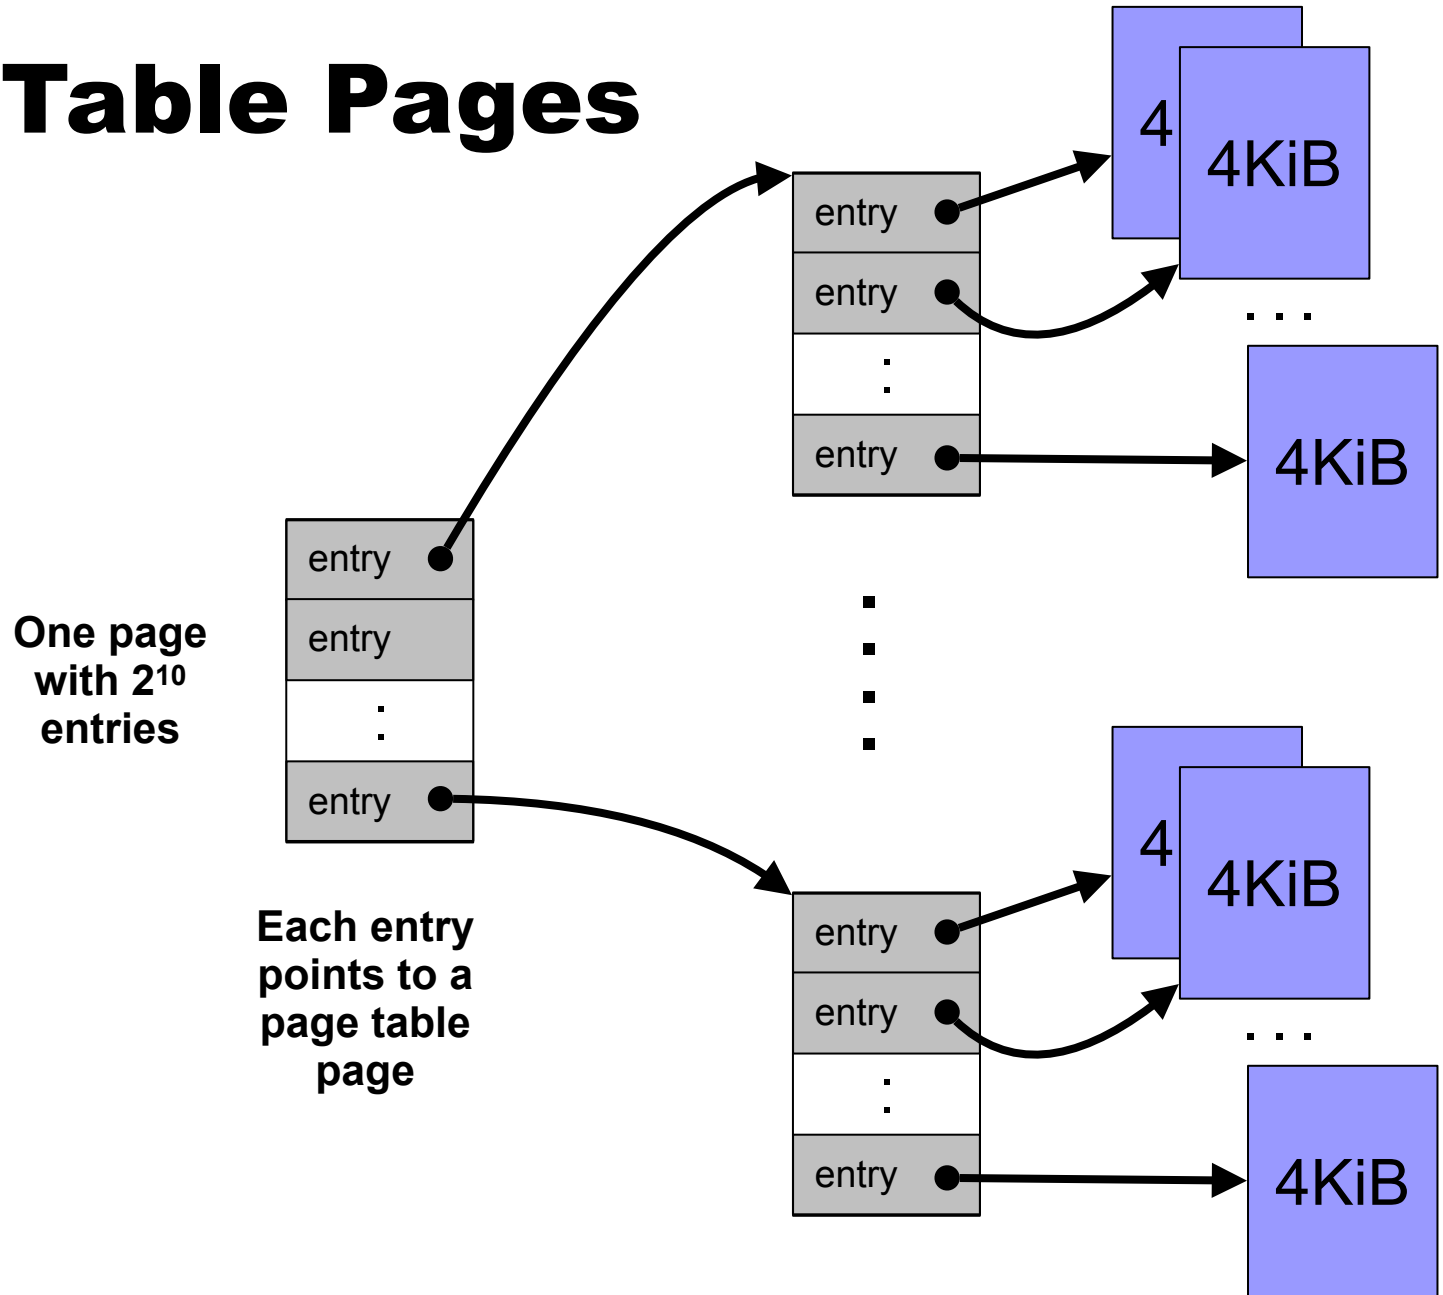 Table Pages
4
4KiB
entry
entry
. . .
:
entry
4KiB
entry
One page
with 2¹⁰
entries
entry
:
entry
Each entry
points to a
page table
page
4
4KiB
entry
entry
. . .
:
entry
4KiB